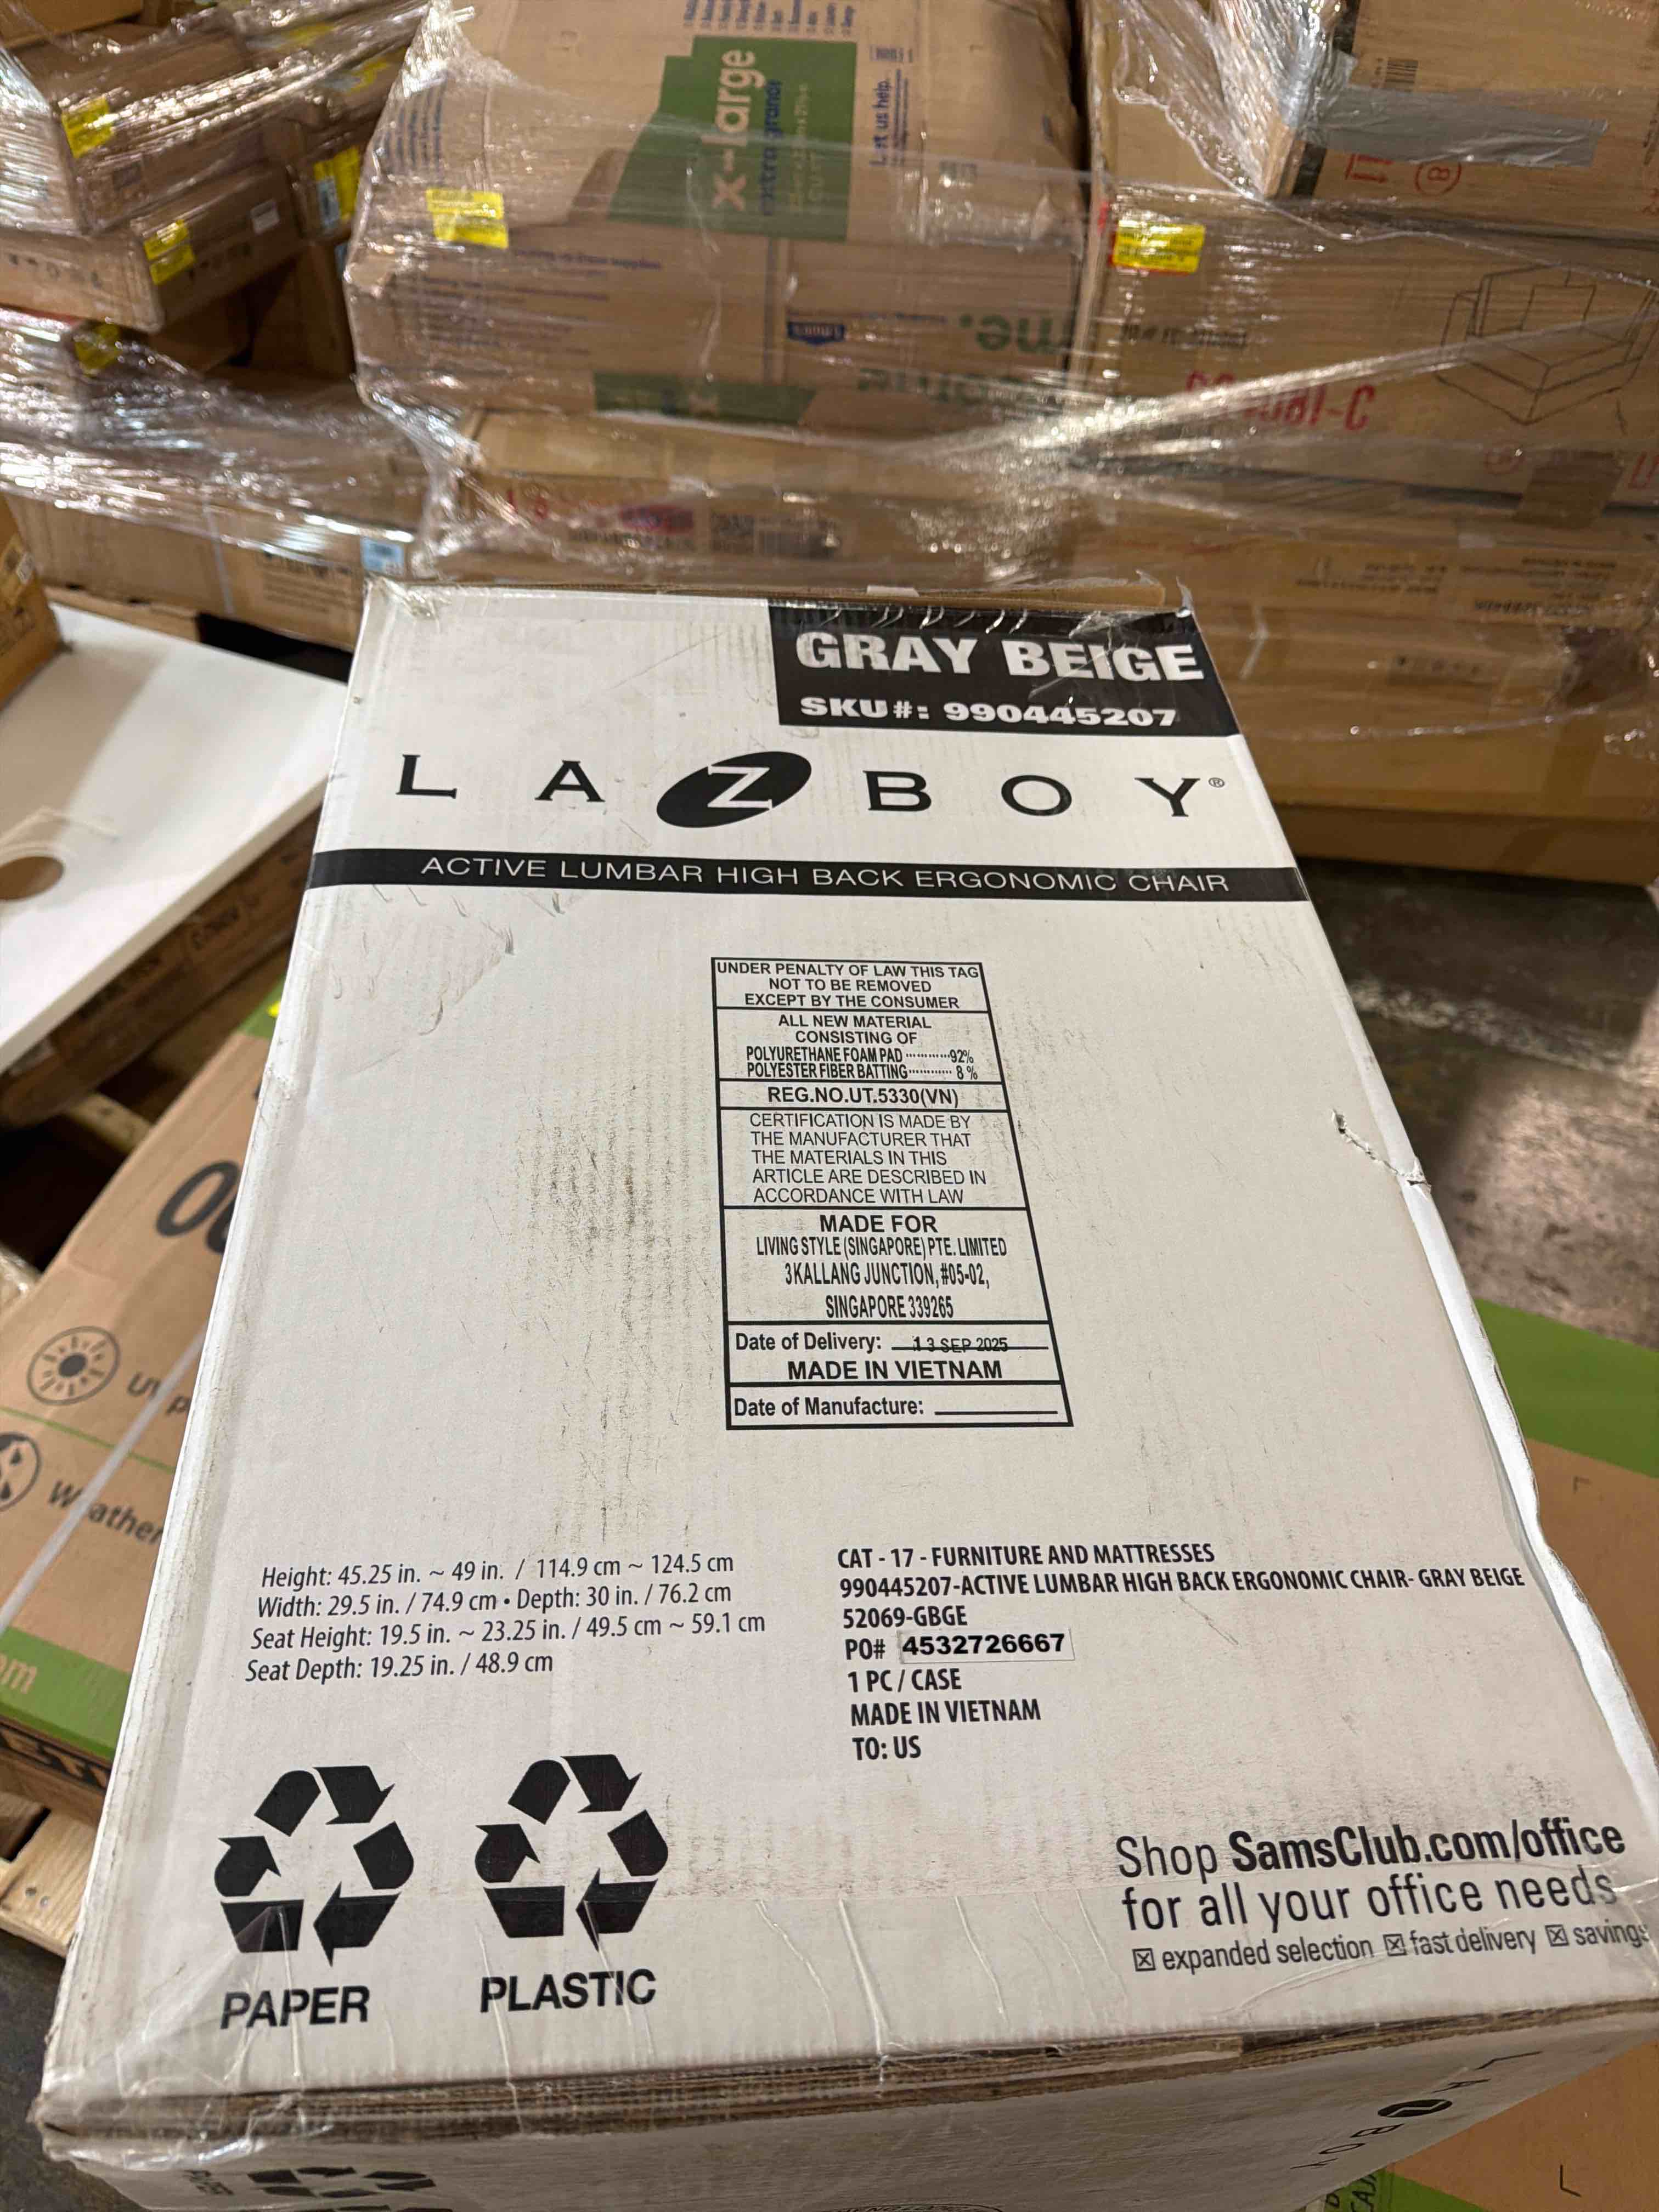 x-large
extra grande
Let us help.
me.
GRAY BEIGE
SKU#: 990445207
LAZBOY®
ACTIVE LUMBAR HIGH BACK ERGONOMIC CHAIR
UNDER PENALTY OF LAW THIS TAG
NOT TO BE REMOVED
EXCEPT BY THE CONSUMER
ALL NEW MATERIAL
CONSISTING OF
POLYURETHANE FOAM PAD ........... 92%
POLYESTER FIBER BATTING ........... 8 %
REG.NO.UT.5330(VN)
CERTIFICATION IS MADE BY
THE MANUFACTURER THAT
THE MATERIALS IN THIS
ARTICLE ARE DESCRIBED IN
ACCORDANCE WITH LAW
MADE FOR
LIVING STYLE (SINGAPORE) PTE. LIMITED
3 KALLANG JUNCTION, #05-02,
SINGAPORE 339265
Date of Delivery: 13 SEP 2025
MADE IN VIETNAM
Date of Manufacture:
Height: 45.25 in. ~ 49 in. / 114.9 cm ~ 124.5 cm
Width: 29.5 in. / 74.9 cm • Depth: 30 in. / 76.2 cm
Seat Height: 19.5 in. ~ 23.25 in. / 49.5 cm ~ 59.1 cm
Seat Depth: 19.25 in. / 48.9 cm
CAT - 17 - FURNITURE AND MATTRESSES
990445207-ACTIVE LUMBAR HIGH BACK ERGONOMIC CHAIR- GRAY BEIGE
52069-GBGE
PO# 4532726667
1 PC / CASE
MADE IN VIETNAM
TO: US
PAPER
PLASTIC
Shop SamsClub.com/office
for all your office needs
☒ expanded selection ☒ fast delivery ☒ savings
UV
Weather
LAZBOY